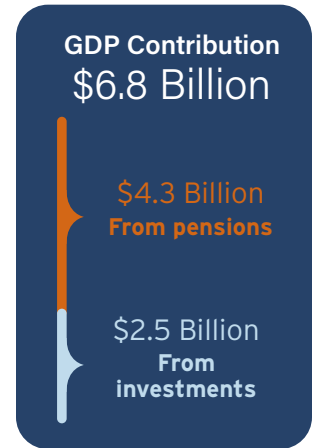 GDP Contribution
$6.8 Billion
$4.3 Billion
From pensions
$2.5 Billion
From
investments